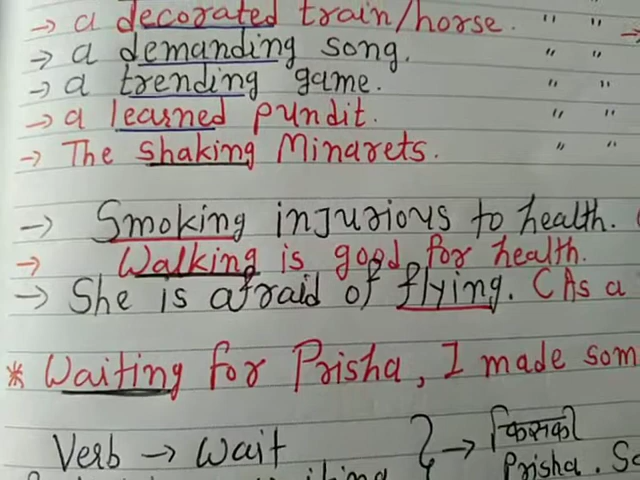 → a decorated train/horse. " " →
→ a demanding song. " "
→ a trending game. " "
→ a learned pundit. " "
→ The shaking Minarets. " "
→ Smoking injurious to health. (
→ Walking is good for health.
→ She is afraid of flying. (As a
* Waiting for Prisha, I made som
Verb → Wait } → किसकी
Prisha. So